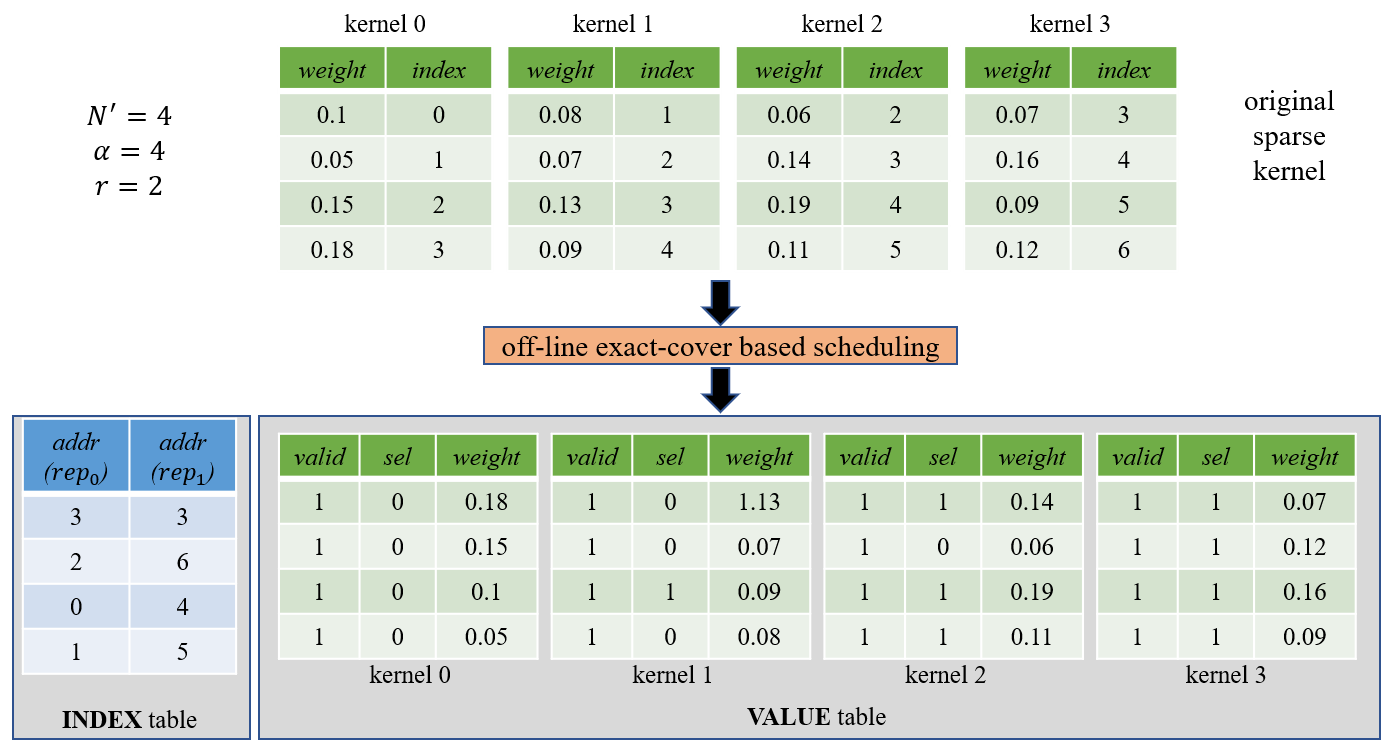 kernel 0 kernel 1 kernel 2 kernel 3
weight index weight index weight index weight index
N′ = 4
α = 4
r = 2
0.1 0 0.08 1 0.06 2 0.07 3
0.05 1 0.07 2 0.14 3 0.16 4
0.15 2 0.13 3 0.19 4 0.09 5
0.18 3 0.09 4 0.11 5 0.12 6
original
sparse
kernel
off-line exact-cover based scheduling
addr addr
(rep₀) (rep₁)
3 3
2 6
0 4
1 5
INDEX table
valid sel weight valid sel weight valid sel weight valid sel weight
1 0 0.18 1 0 1.13 1 1 0.14 1 1 0.07
1 0 0.15 1 0 0.07 1 0 0.06 1 1 0.12
1 0 0.1 1 1 0.09 1 1 0.19 1 1 0.16
1 0 0.05 1 0 0.08 1 1 0.11 1 1 0.09
kernel 0 kernel 1 kernel 2 kernel 3
VALUE table